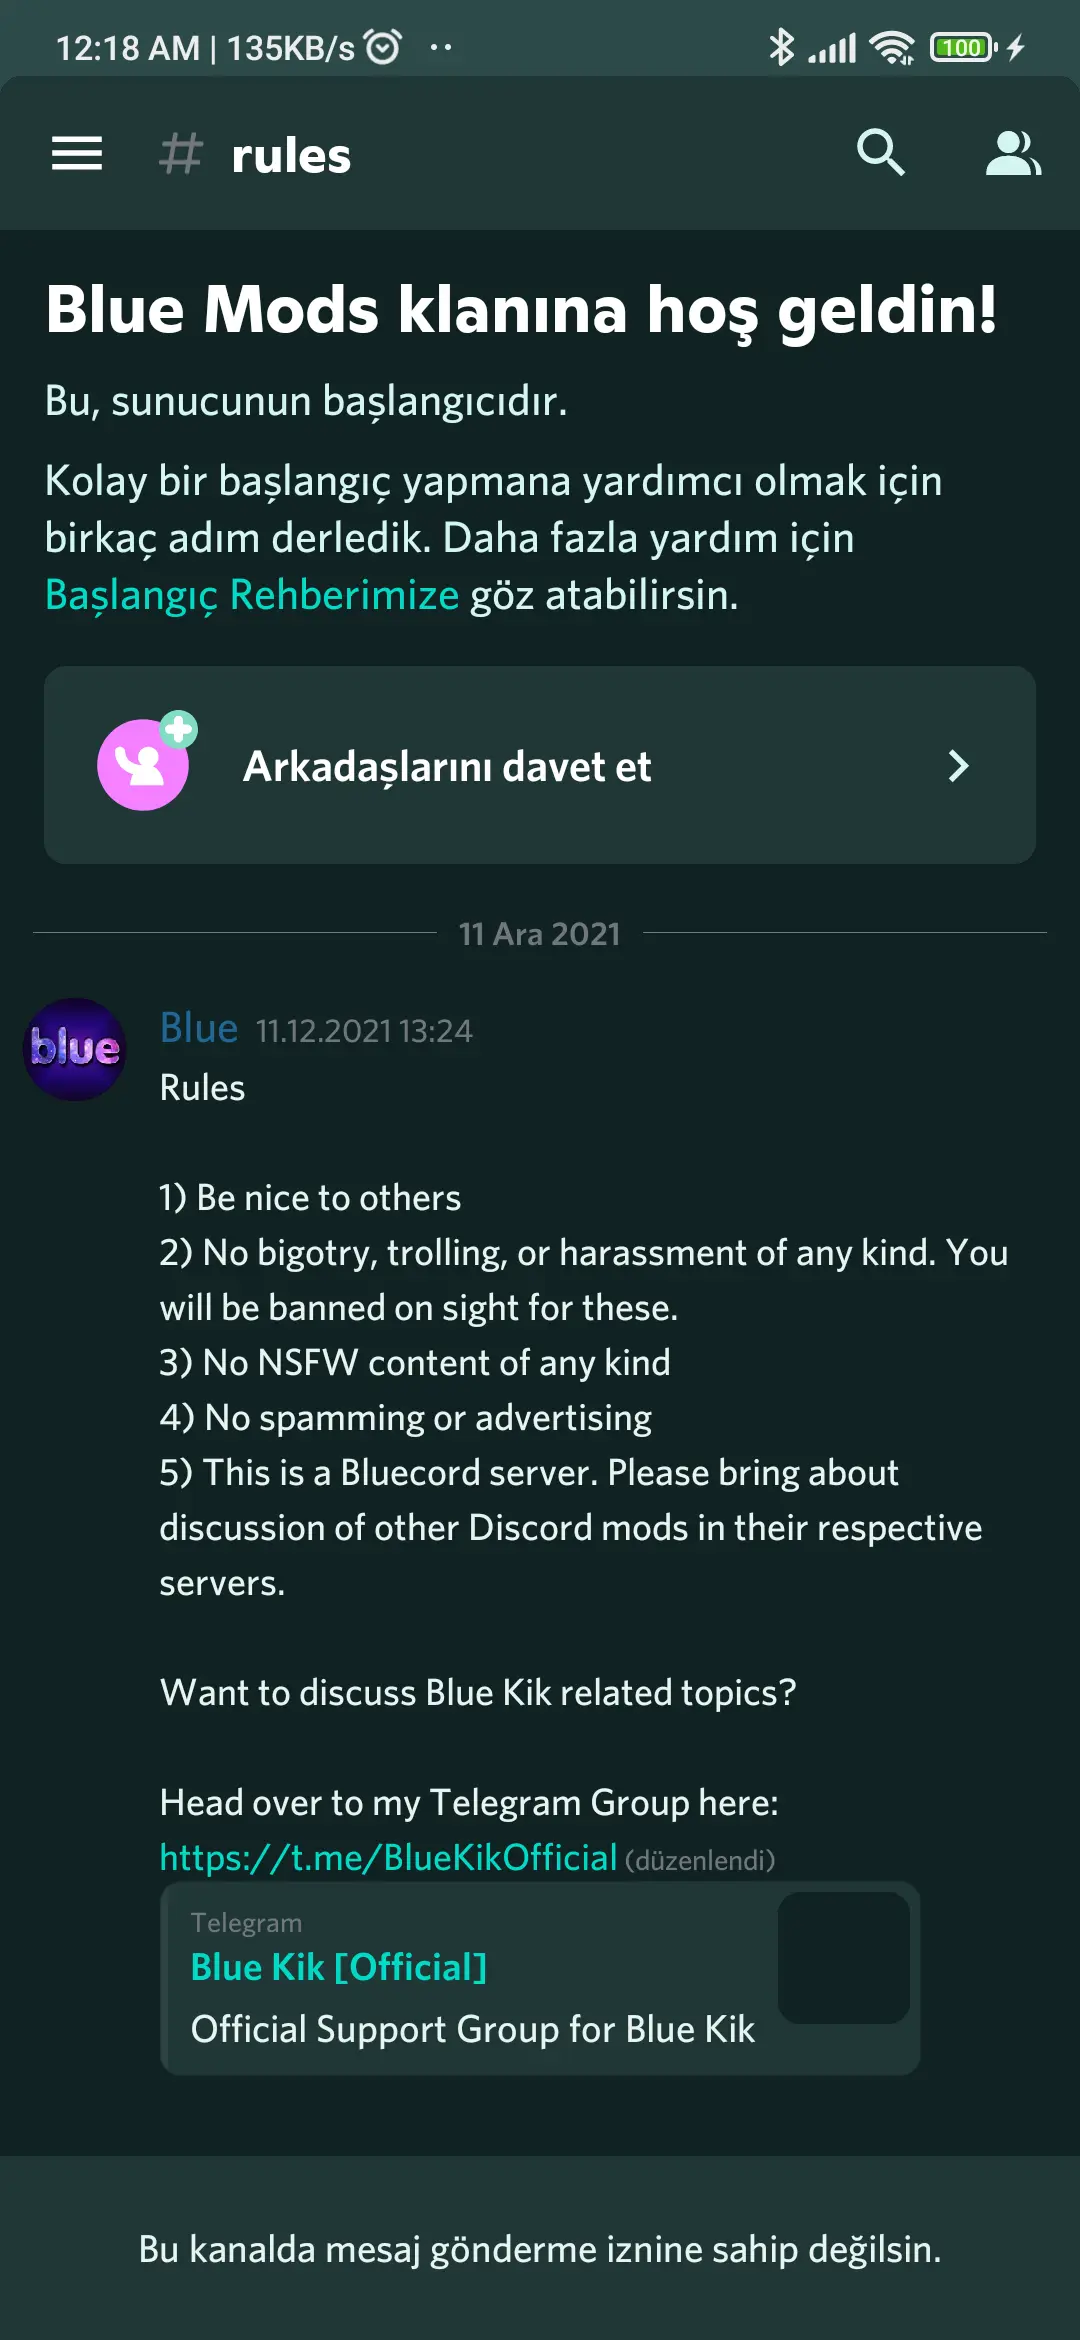 12:18 AM | 135KB/s
100
# rules
Blue Mods klanına hoş geldin!
Bu, sunucunun başlangıcıdır.
Kolay bir başlangıç yapmana yardımcı olmak için
birkaç adım derledik. Daha fazla yardım için
Başlangıç Rehberimize göz atabilirsin.
Arkadaşlarını davet et
11 Ara 2021
blue
Blue 11.12.2021 13:24
Rules
1) Be nice to others
2) No bigotry, trolling, or harassment of any kind. You
will be banned on sight for these.
3) No NSFW content of any kind
4) No spamming or advertising
5) This is a Bluecord server. Please bring about
discussion of other Discord mods in their respective
servers.
Want to discuss Blue Kik related topics?
Head over to my Telegram Group here:
https://t.me/BlueKikOfficial (düzenlendi)
Telegram
Blue Kik [Official]
Official Support Group for Blue Kik
Bu kanalda mesaj gönderme iznine sahip değilsin.